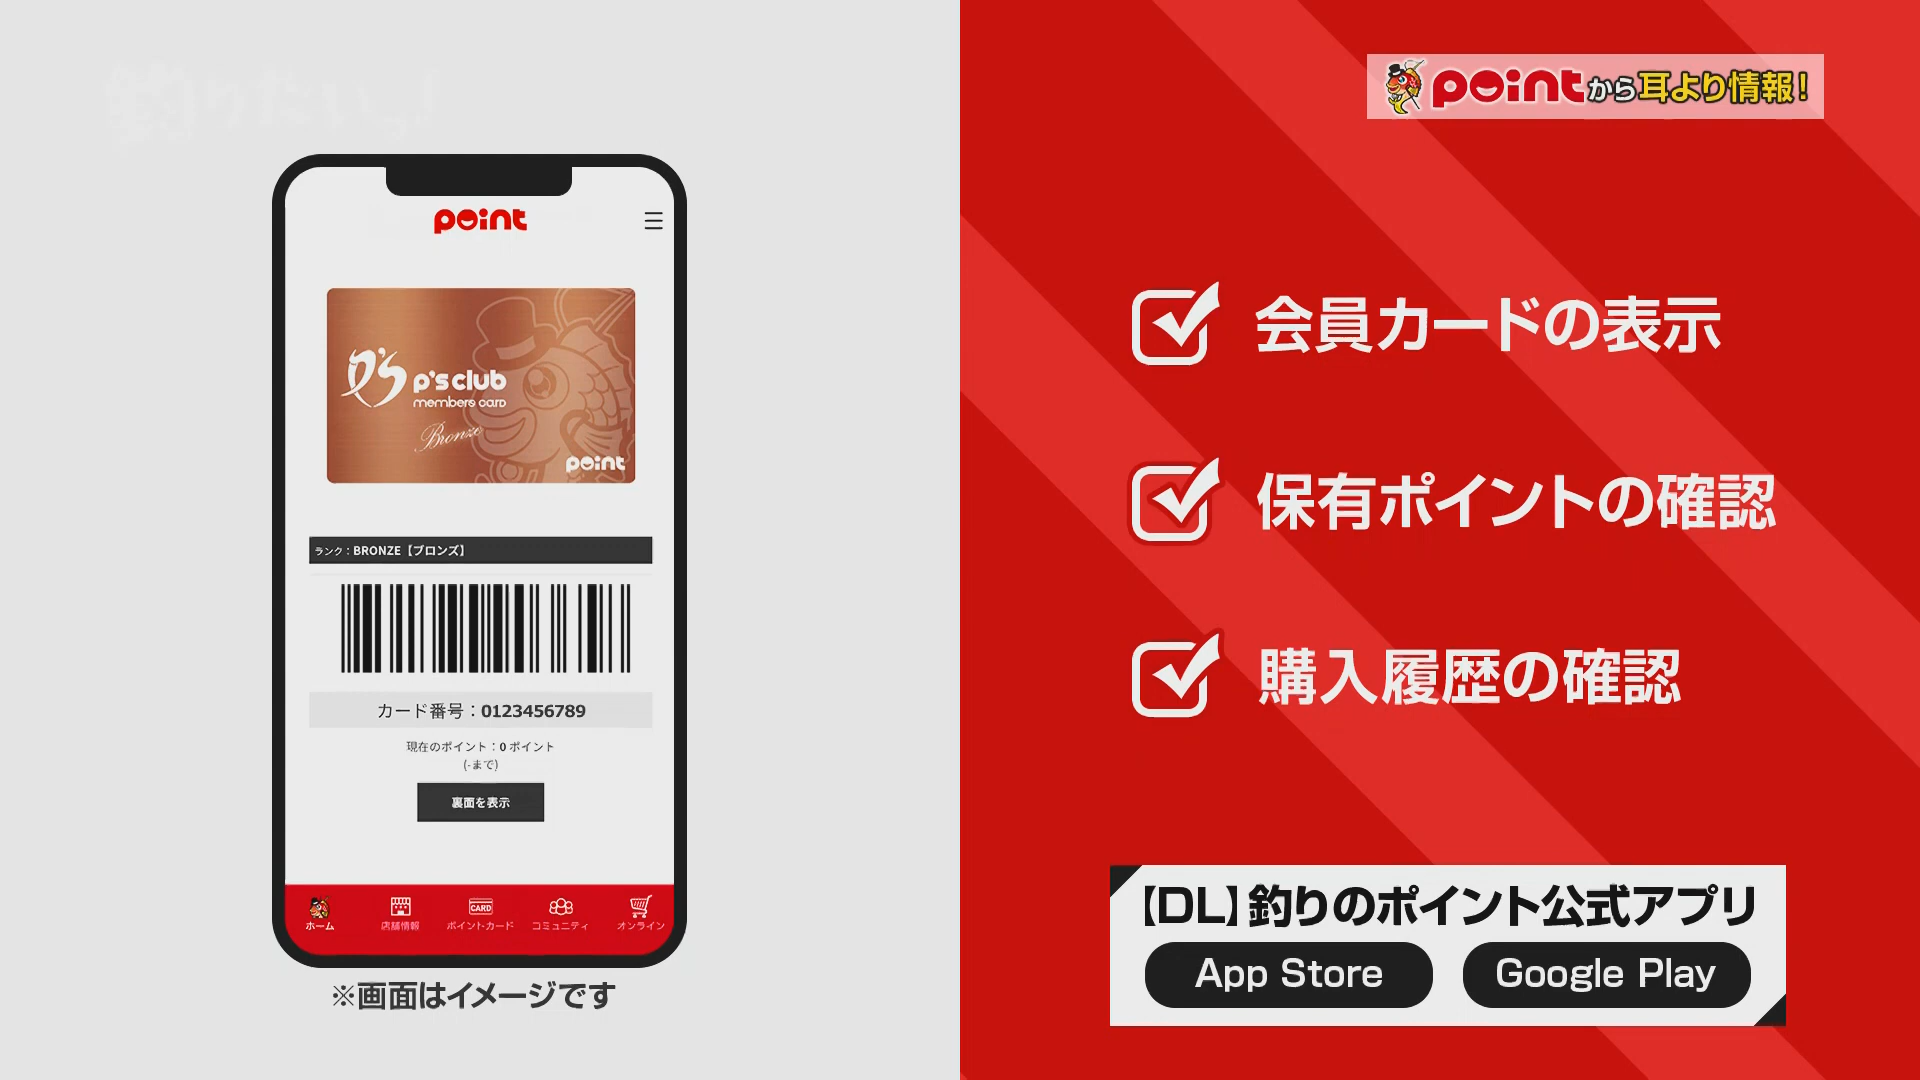 釣りたいっ!
pointから耳より情報!
point
p's p's club
members card
Bronze
point
ランク:BRONZE【ブロンズ】
カード番号:0123456789
現在のポイント:0 ポイント
(-まで)
裏面を表示
ホーム 店舗情報 CARD ポイントカード コミュニティ オンライン
※画面はイメージです
会員カードの表示
保有ポイントの確認
購入履歴の確認
【DL】釣りのポイント公式アプリ
App Store Google Play